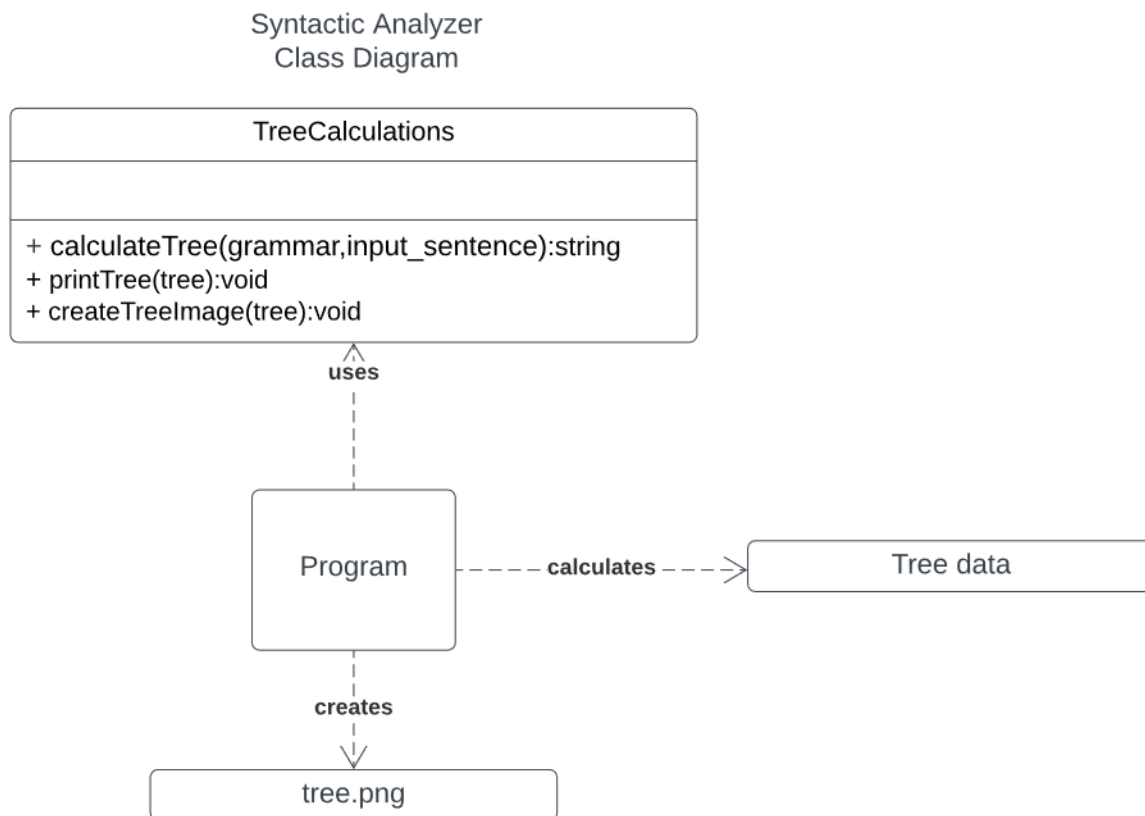 Syntactic Analyzer
Class Diagram
TreeCalculations
+ calculateTree(grammar,input_sentence):string
+ printTree(tree):void
+ createTreeImage(tree):void
uses
Program
calculates
Tree data
creates
tree.png